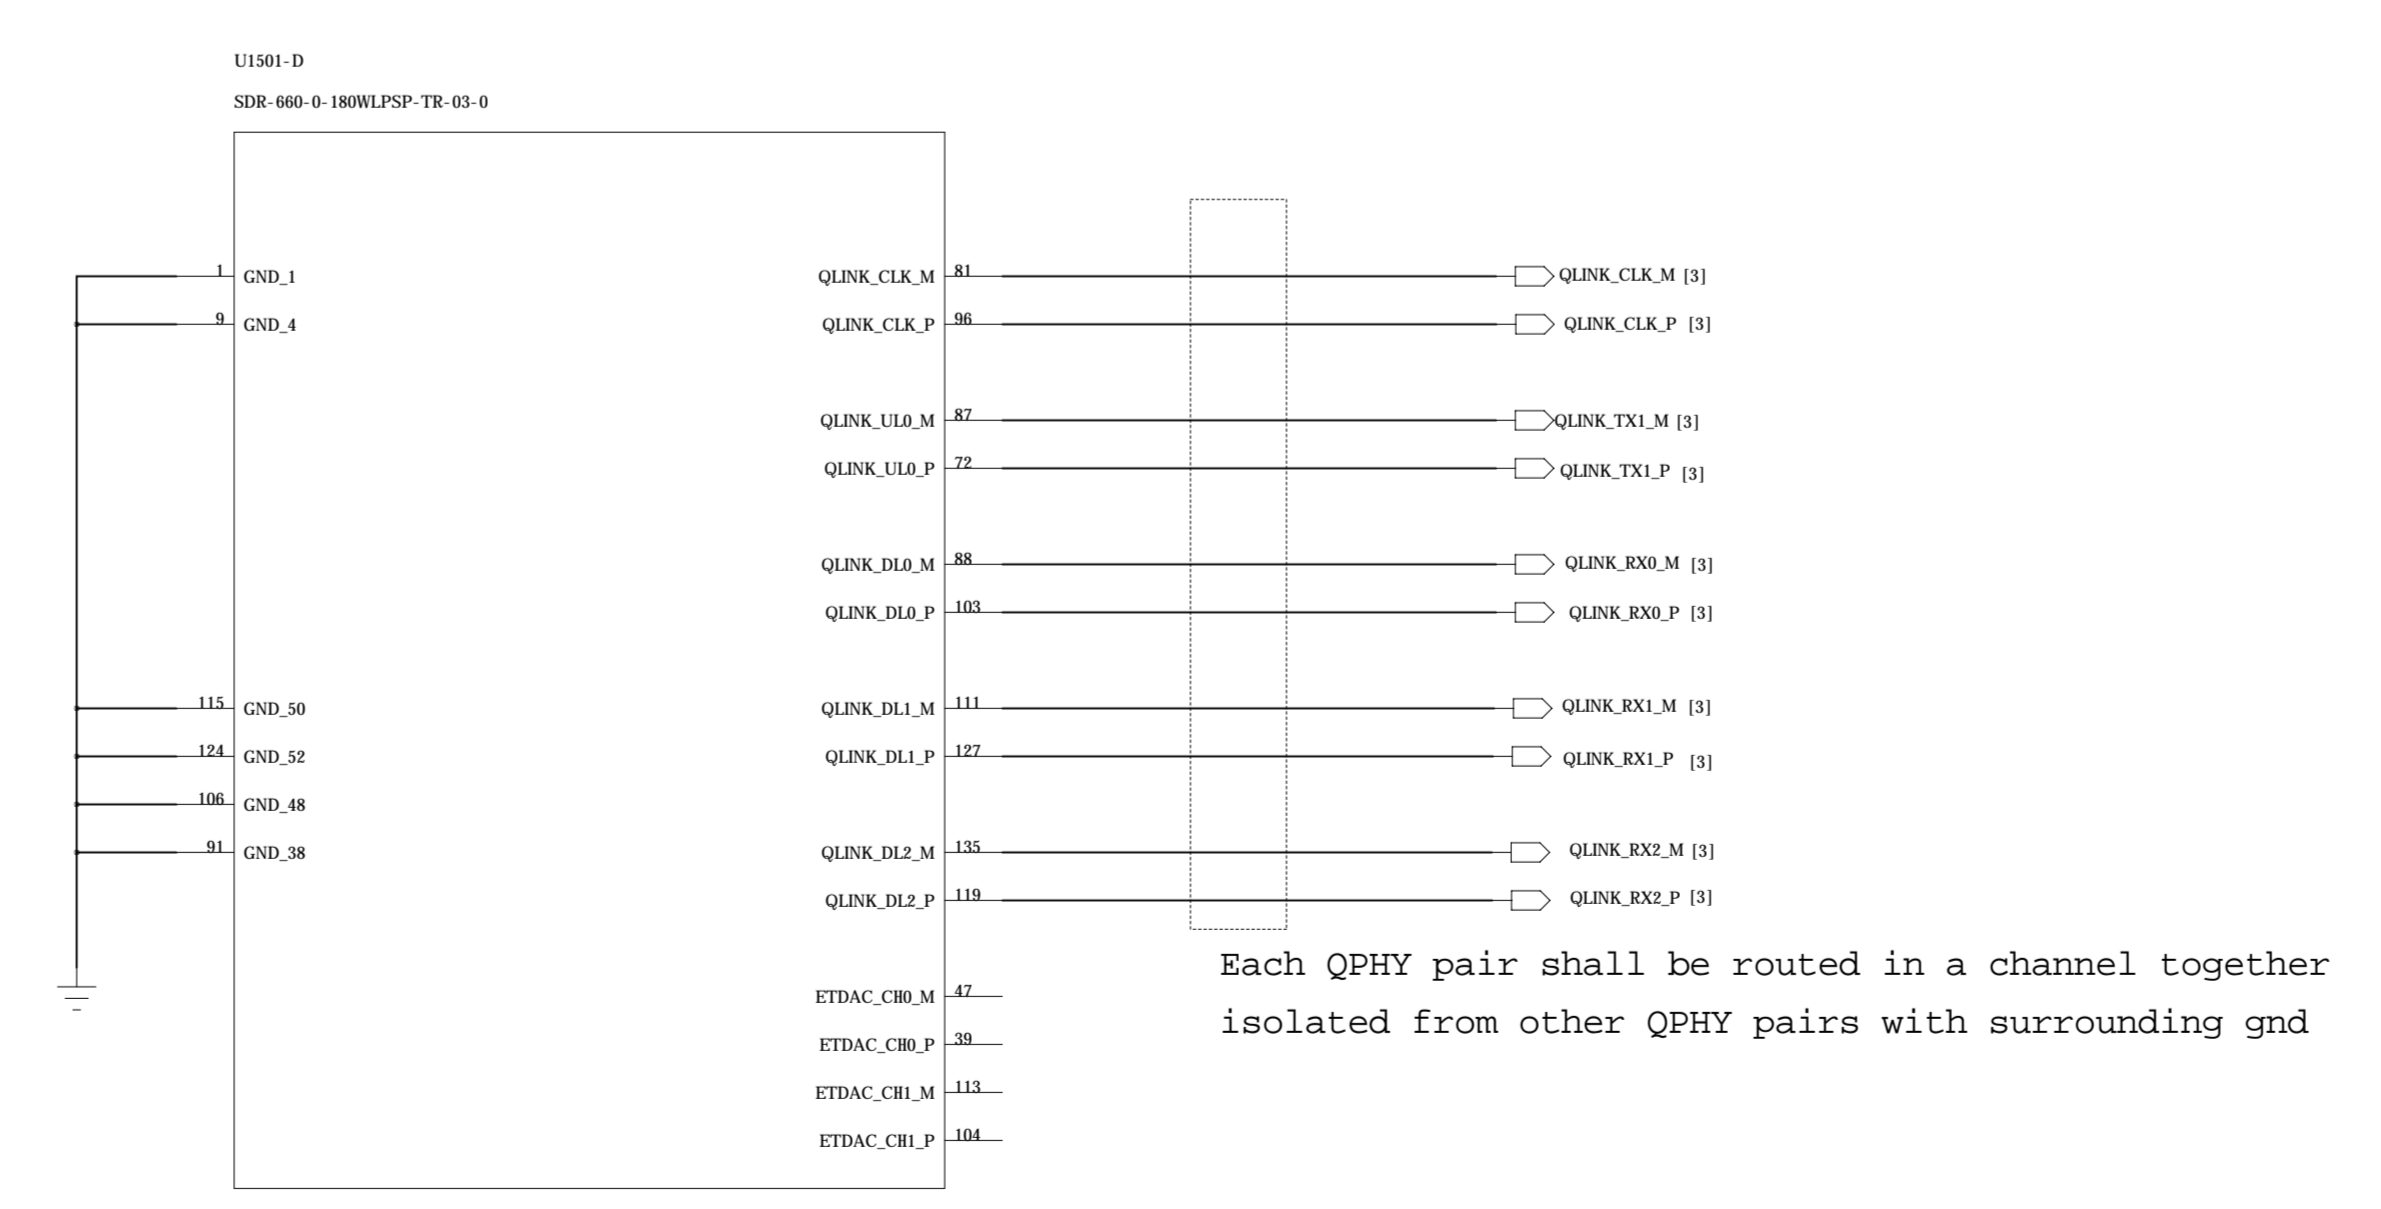 U1501-D
SDR-660-0-180WLPSP-TR-03-0
1 GND_1 QLINK_CLK_M 81 QLINK_CLK_M [3]
9 GND_4 QLINK_CLK_P 96 QLINK_CLK_P [3]
QLINK_UL0_M 87 QLINK_TX1_M [3]
QLINK_UL0_P 72 QLINK_TX1_P [3]
QLINK_DL0_M 88 QLINK_RX0_M [3]
QLINK_DL0_P 103 QLINK_RX0_P [3]
115 GND_50 QLINK_DL1_M 111 QLINK_RX1_M [3]
124 GND_52 QLINK_DL1_P 127 QLINK_RX1_P [3]
106 GND_48
91 GND_38 QLINK_DL2_M 135 QLINK_RX2_M [3]
QLINK_DL2_P 119 QLINK_RX2_P [3]
Each QPHY pair shall be routed in a channel together
ETDAC_CH0_M 47
isolated from other QPHY pairs with surrounding gnd
ETDAC_CH0_P 39
ETDAC_CH1_M 113
ETDAC_CH1_P 104